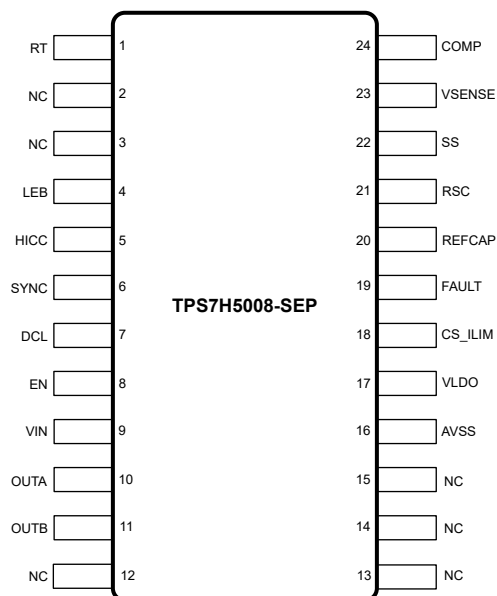 RT 1 24 COMP
NC 2 23 VSENSE
NC 3 22 SS
LEB 4 21 RSC
HICC 5 20 REFCAP
SYNC 6 19 FAULT
TPS7H5008-SEP
DCL 7 18 CS_ILIM
EN 8 17 VLDO
VIN 9 16 AVSS
OUTA 10 15 NC
OUTB 11 14 NC
NC 12 13 NC